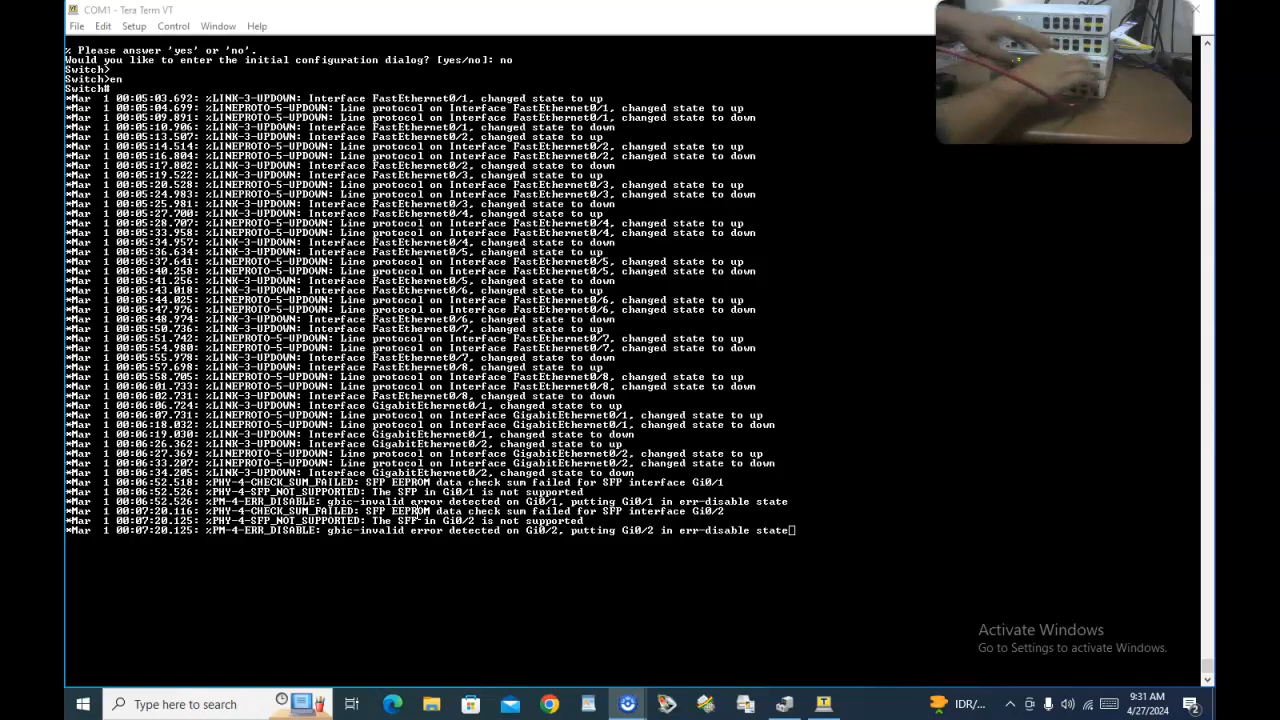 COM1 - Tera Term VT
File Edit Setup Control Window Help
% Please answer 'yes' or 'no'.
Would you like to enter the initial configuration dialog? [yes/no]: no
Switch>
Switch>en
Switch#
*Mar  1 00:05:03.692: %LINK-3-UPDOWN: Interface FastEthernet0/1, changed state to up
*Mar  1 00:05:04.699: %LINEPROTO-5-UPDOWN: Line protocol on Interface FastEthernet0/1, changed state to up
*Mar  1 00:05:09.891: %LINEPROTO-5-UPDOWN: Line protocol on Interface FastEthernet0/1, changed state to down
*Mar  1 00:05:10.906: %LINK-3-UPDOWN: Interface FastEthernet0/1, changed state to down
*Mar  1 00:05:13.507: %LINK-3-UPDOWN: Interface FastEthernet0/2, changed state to up
*Mar  1 00:05:14.514: %LINEPROTO-5-UPDOWN: Line protocol on Interface FastEthernet0/2, changed state to up
*Mar  1 00:05:16.804: %LINEPROTO-5-UPDOWN: Line protocol on Interface FastEthernet0/2, changed state to down
*Mar  1 00:05:17.802: %LINK-3-UPDOWN: Interface FastEthernet0/2, changed state to down
*Mar  1 00:05:19.522: %LINK-3-UPDOWN: Interface FastEthernet0/3, changed state to up
*Mar  1 00:05:20.528: %LINEPROTO-5-UPDOWN: Line protocol on Interface FastEthernet0/3, changed state to up
*Mar  1 00:05:24.983: %LINEPROTO-5-UPDOWN: Line protocol on Interface FastEthernet0/3, changed state to down
*Mar  1 00:05:25.981: %LINK-3-UPDOWN: Interface FastEthernet0/3, changed state to down
*Mar  1 00:05:27.700: %LINK-3-UPDOWN: Interface FastEthernet0/4, changed state to up
*Mar  1 00:05:28.707: %LINEPROTO-5-UPDOWN: Line protocol on Interface FastEthernet0/4, changed state to up
*Mar  1 00:05:33.958: %LINEPROTO-5-UPDOWN: Line protocol on Interface FastEthernet0/4, changed state to down
*Mar  1 00:05:34.957: %LINK-3-UPDOWN: Interface FastEthernet0/4, changed state to down
*Mar  1 00:05:36.634: %LINK-3-UPDOWN: Interface FastEthernet0/5, changed state to up
*Mar  1 00:05:37.641: %LINEPROTO-5-UPDOWN: Line protocol on Interface FastEthernet0/5, changed state to up
*Mar  1 00:05:40.258: %LINEPROTO-5-UPDOWN: Line protocol on Interface FastEthernet0/5, changed state to down
*Mar  1 00:05:41.256: %LINK-3-UPDOWN: Interface FastEthernet0/5, changed state to down
*Mar  1 00:05:43.018: %LINK-3-UPDOWN: Interface FastEthernet0/6, changed state to up
*Mar  1 00:05:44.025: %LINEPROTO-5-UPDOWN: Line protocol on Interface FastEthernet0/6, changed state to up
*Mar  1 00:05:47.976: %LINEPROTO-5-UPDOWN: Line protocol on Interface FastEthernet0/6, changed state to down
*Mar  1 00:05:48.974: %LINK-3-UPDOWN: Interface FastEthernet0/6, changed state to down
*Mar  1 00:05:50.736: %LINK-3-UPDOWN: Interface FastEthernet0/7, changed state to up
*Mar  1 00:05:51.742: %LINEPROTO-5-UPDOWN: Line protocol on Interface FastEthernet0/7, changed state to up
*Mar  1 00:05:54.980: %LINEPROTO-5-UPDOWN: Line protocol on Interface FastEthernet0/7, changed state to down
*Mar  1 00:05:55.978: %LINK-3-UPDOWN: Interface FastEthernet0/7, changed state to down
*Mar  1 00:05:57.698: %LINK-3-UPDOWN: Interface FastEthernet0/8, changed state to up
*Mar  1 00:05:58.705: %LINEPROTO-5-UPDOWN: Line protocol on Interface FastEthernet0/8, changed state to up
*Mar  1 00:06:01.733: %LINEPROTO-5-UPDOWN: Line protocol on Interface FastEthernet0/8, changed state to down
*Mar  1 00:06:02.731: %LINK-3-UPDOWN: Interface FastEthernet0/8, changed state to down
*Mar  1 00:06:06.724: %LINK-3-UPDOWN: Interface GigabitEthernet0/1, changed state to up
*Mar  1 00:06:07.731: %LINEPROTO-5-UPDOWN: Line protocol on Interface GigabitEthernet0/1, changed state to up
*Mar  1 00:06:18.032: %LINEPROTO-5-UPDOWN: Line protocol on Interface GigabitEthernet0/1, changed state to down
*Mar  1 00:06:19.030: %LINK-3-UPDOWN: Interface GigabitEthernet0/1, changed state to down
*Mar  1 00:06:26.362: %LINK-3-UPDOWN: Interface GigabitEthernet0/2, changed state to up
*Mar  1 00:06:27.369: %LINEPROTO-5-UPDOWN: Line protocol on Interface GigabitEthernet0/2, changed state to up
*Mar  1 00:06:33.207: %LINEPROTO-5-UPDOWN: Line protocol on Interface GigabitEthernet0/2, changed state to down
*Mar  1 00:06:34.205: %LINK-3-UPDOWN: Interface GigabitEthernet0/2, changed state to down
*Mar  1 00:06:52.518: %PHY-4-CHECK_SUM_FAILED: SFP EEPROM data check sum failed for SFP interface Gi0/1
*Mar  1 00:06:52.526: %PHY-4-SFP_NOT_SUPPORTED: The SFP in Gi0/1 is not supported
*Mar  1 00:06:52.526: %PM-4-ERR_DISABLE: gbic-invalid error detected on Gi0/1, putting Gi0/1 in err-disable state
*Mar  1 00:07:20.116: %PHY-4-CHECK_SUM_FAILED: SFP EEPROM data check sum failed for SFP interface Gi0/2
*Mar  1 00:07:20.125: %PHY-4-SFP_NOT_SUPPORTED: The SFP in Gi0/2 is not supported
*Mar  1 00:07:20.125: %PM-4-ERR_DISABLE: gbic-invalid error detected on Gi0/2, putting Gi0/2 in err-disable state
Activate Windows
Go to Settings to activate Windows.
Type here to search
IDR/...
9:31 AM
4/27/2024
2